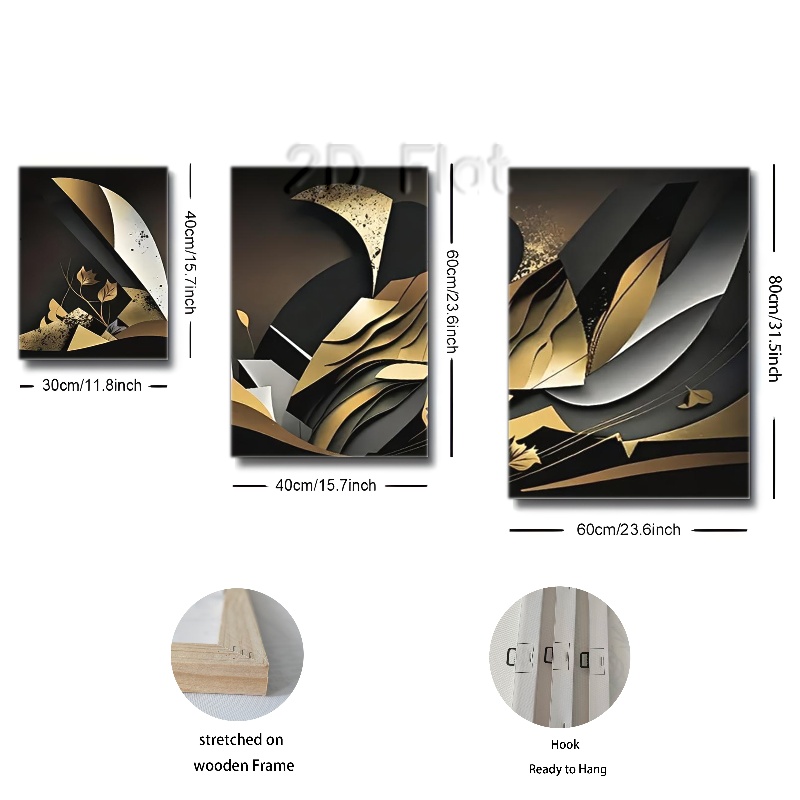 2D Flat
40cm/15.7inch
30cm/11.8inch
60cm/23.6inch
40cm/15.7inch
80cm/31.5inch
60cm/23.6inch
stretched on
wooden Frame
Hook
Ready to Hang